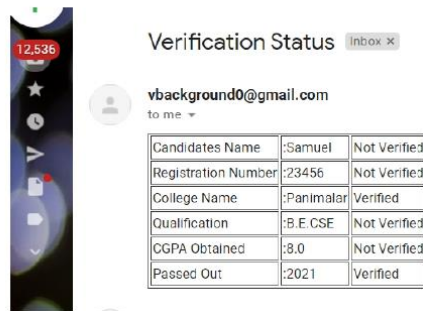 12,536
Verification Status Inbox ×
vbackground0@gmail.com
to me
Candidates Name :Samuel Not Verified
Registration Number :23456 Not Verified
College Name :Panimalar Verified
Qualification :B.E.CSE Not Verified
CGPA Obtained :8.0 Not Verified
Passed Out :2021 Verified